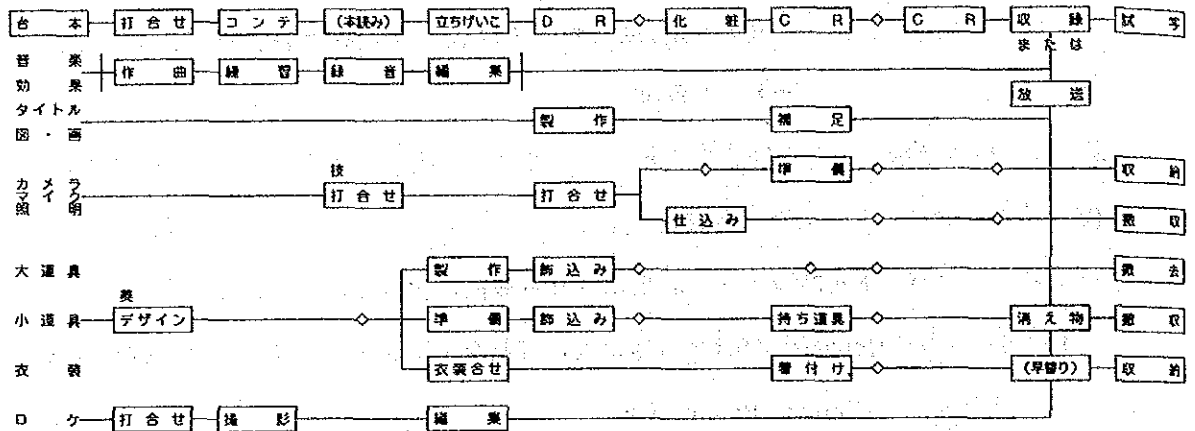 台本 打合せ コンテ (本読み) 立ちげいこ DR 化粧 CR CR 収録 試写
または
音楽
効果 作曲 練習 録音 編集
放送
タイトル
図・画 製作 補足
カメラ
マイク
照明
技
打合せ 打合せ 準備 収納
仕込み 撤収
大道具 製作 飾込み 撤去
美
小道具 デザイン 準備 飾込み 持ち道具 消え物 撤収
衣装 衣装合せ 着付け (早替り) 収納
ロケ 打合せ 撮影 編集